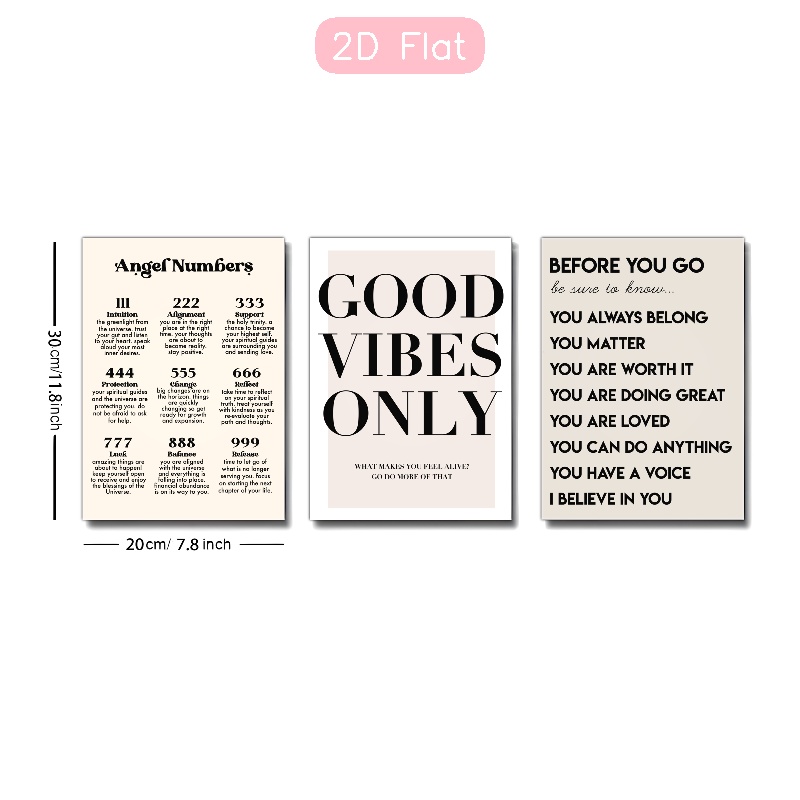 2D Flat
Angel Numbers
111
Intuition
the greenlight from
the universe. trust
your gut and listen
to your heart. speak
aloud your most
inner desires.
222
Alignment
you are in the right
place at the right
time. your thoughts
are about to
become reality.
stay positive.
333
Support
the holy trinity. a
chance to become
your highest self.
your spiritual guides
are surrounding you
and sending love.
444
Protection
your spiritual guides
and the universe are
protecting you. do
not be afraid to ask
for help.
555
Change
big changes are on
the horizon. things
are quickly
changing so get
ready for growth
and expansion.
666
Reflect
take time to reflect
on your spiritual
truth. treat yourself
with kindness as you
re-evaluate your
path and thoughts.
777
Luck
amazing things are
about to happen!
keep yourself open
to receive and enjoy
the blessings of the
Universe.
888
Balance
you are aligned
with the universe
and everything is
falling into place.
financial abundance
is on its way to you.
999
Release
time to let go of
what is no longer
serving you. focus
on starting the next
chapter of your life.
GOOD
VIBES
ONLY
WHAT MAKES YOU FEEL ALIVE?
GO DO MORE OF THAT
BEFORE YOU GO
be sure to know...
YOU ALWAYS BELONG
YOU MATTER
YOU ARE WORTH IT
YOU ARE DOING GREAT
YOU ARE LOVED
YOU CAN DO ANYTHING
YOU HAVE A VOICE
I BELIEVE IN YOU
30cm/11.8inch
20cm/ 7.8 inch